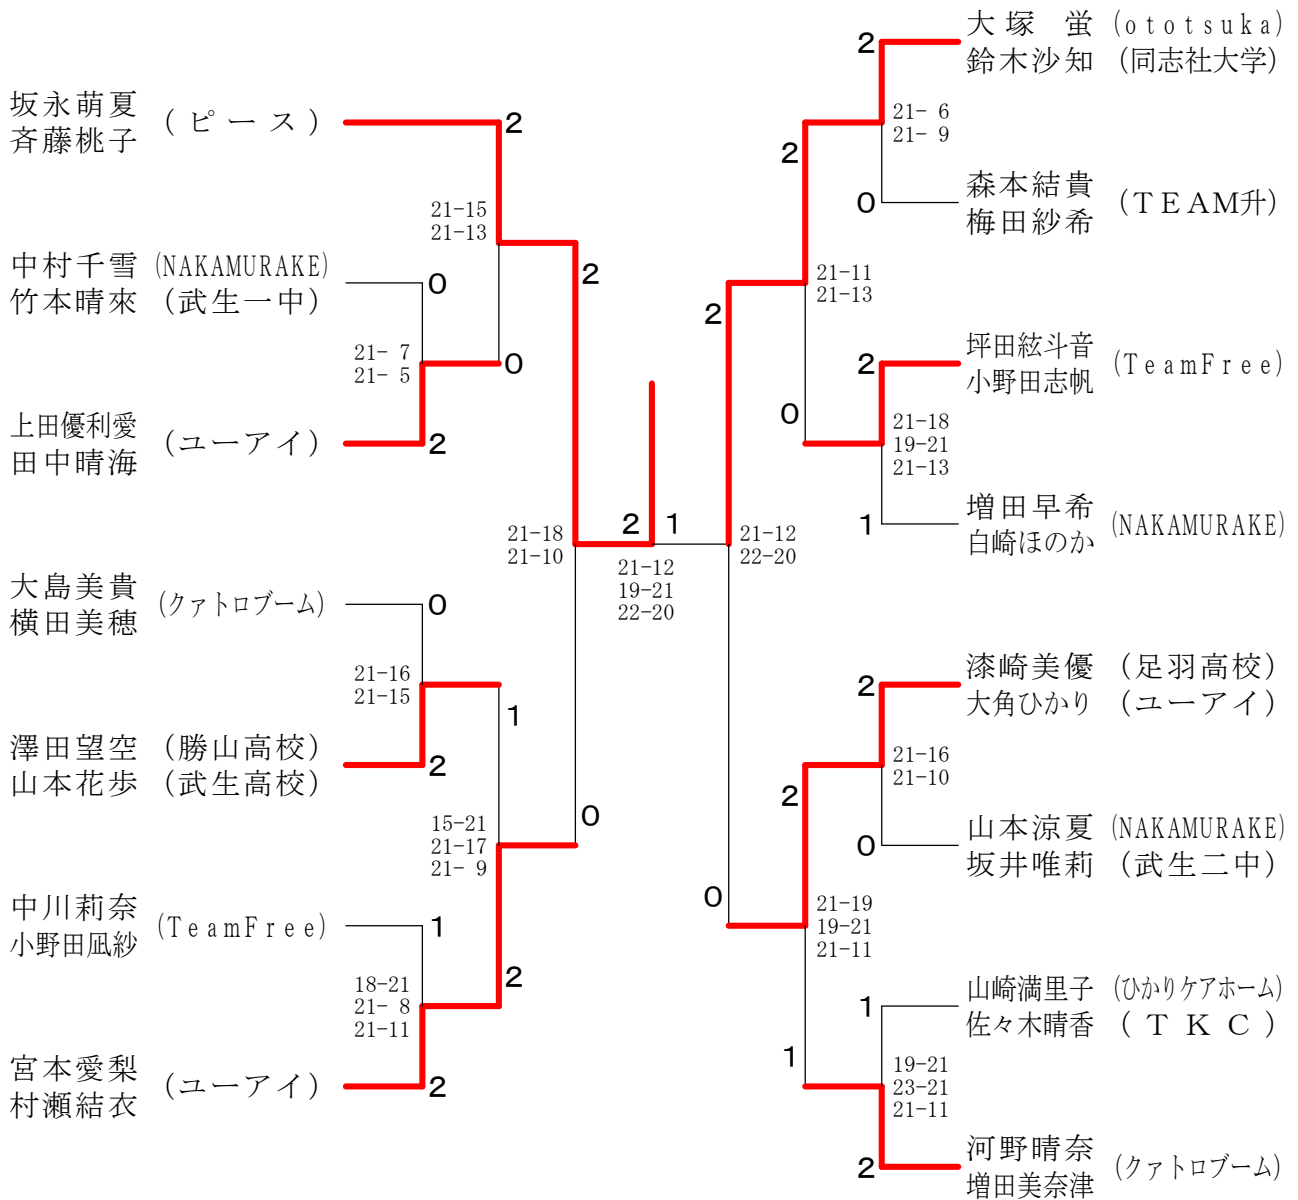 坂永萌夏
斉藤桃子 (ピース)
2
21-15
21-13
中村千雪 (NAKAMURAKE)
竹本晴來 (武生一中)
0
21- 7
21- 5
0
上田優利愛
田中晴海 (ユーアイ)
2
2
21-18
21-10
大島美貴
横田美穂 (クァトロブーム)
0
21-16
21-15
1
澤田望空 (勝山高校)
山本花歩 (武生高校)
2
15-21
21-17
21- 9
0
中川莉奈
小野田凪紗 (TeamFree)
1
18-21
21- 8
21-11
2
宮本愛梨
村瀬結衣 (ユーアイ)
2
2
1
21-12
19-21
22-20
大塚 蛍 (ototsuka)
鈴木沙知 (同志社大学)
2
21- 6
21- 9
2
森本結貴
梅田紗希 (TEAM升)
0
21-11
21-13
2
坪田絃斗音
小野田志帆 (TeamFree)
2
0
21-18
19-21
21-13
増田早希
白崎ほのか (NAKAMURAKE)
1
21-12
22-20
漆崎美優 (足羽高校)
大角ひかり (ユーアイ)
2
21-16
21-10
2
山本涼夏 (NAKAMURAKE)
坂井唯莉 (武生二中)
0
0
21-19
19-21
21-11
山崎満里子 (ひかりケアホーム)
佐々木晴香 (TKC)
1
1
19-21
23-21
21-11
河野晴奈
増田美奈津 (クァトロブーム)
2